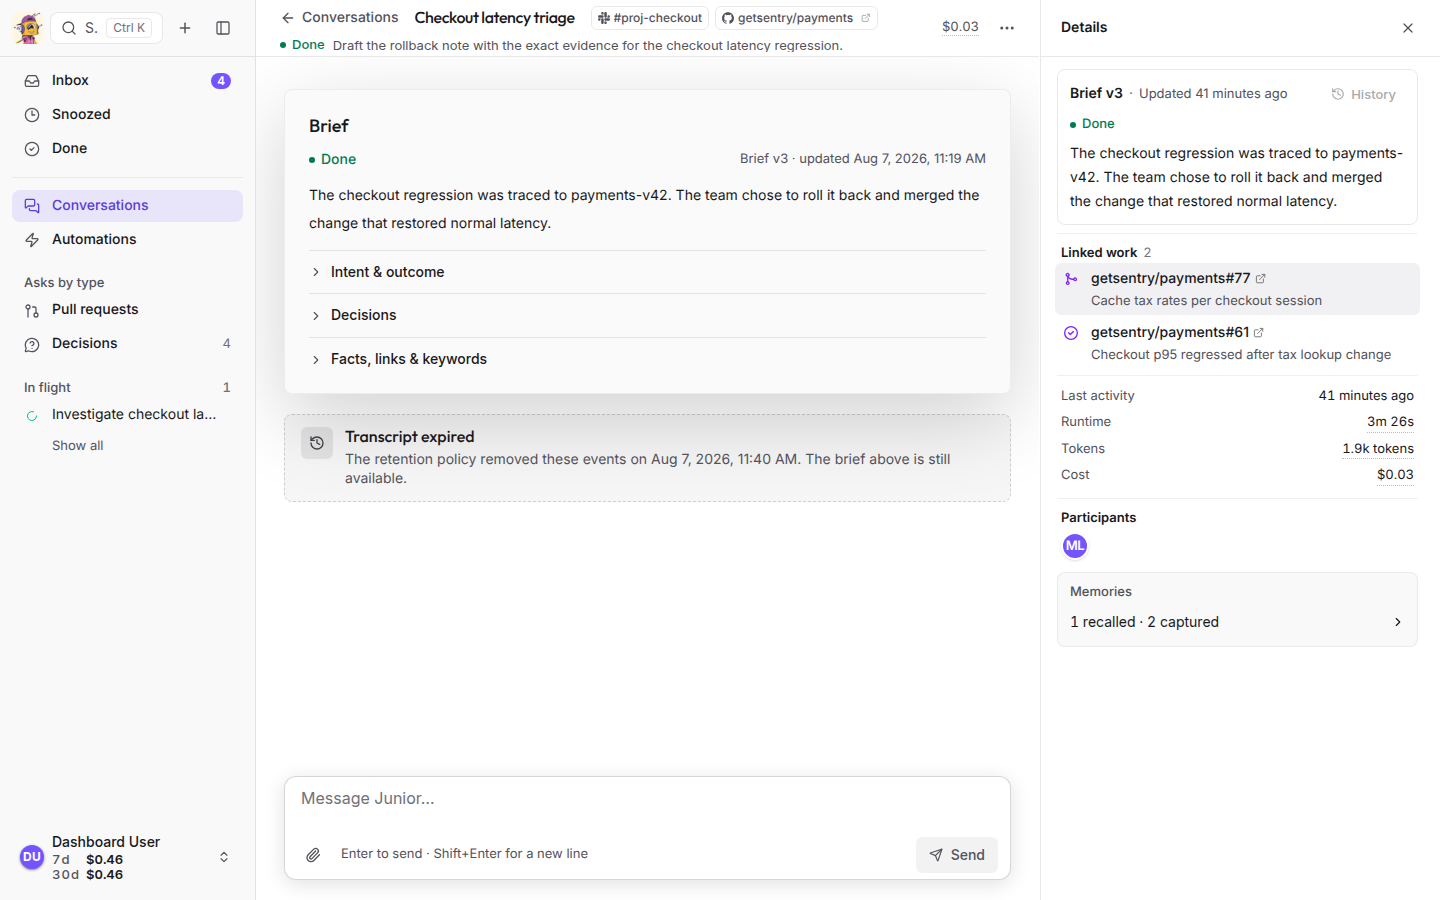 S.
Ctrl K
Inbox
4
Snoozed
Done
Conversations
Automations
Asks by type
Pull requests
Decisions
4
In flight
1
Investigate checkout la...
Show all
DU
Dashboard User
7d $0.46
30d $0.46
Conversations
Checkout latency triage
#proj-checkout
getsentry/payments
Done
Draft the rollback note with the exact evidence for the checkout latency regression.
$0.03
Brief
Done
Brief v3 · updated Aug 7, 2026, 11:19 AM
The checkout regression was traced to payments-v42. The team chose to roll it back and merged the
change that restored normal latency.
Intent & outcome
Decisions
Facts, links & keywords
Transcript expired
The retention policy removed these events on Aug 7, 2026, 11:40 AM. The brief above is still
available.
Message Junior...
Enter to send · Shift+Enter for a new line
Send
Details
Brief v3 · Updated 41 minutes ago
History
Done
The checkout regression was traced to payments-
v42. The team chose to roll it back and merged
the change that restored normal latency.
Linked work 2
getsentry/payments#77
Cache tax rates per checkout session
getsentry/payments#61
Checkout p95 regressed after tax lookup change
Last activity
41 minutes ago
Runtime
3m 26s
Tokens
1.9k tokens
Cost
$0.03
Participants
ML
Memories
1 recalled · 2 captured